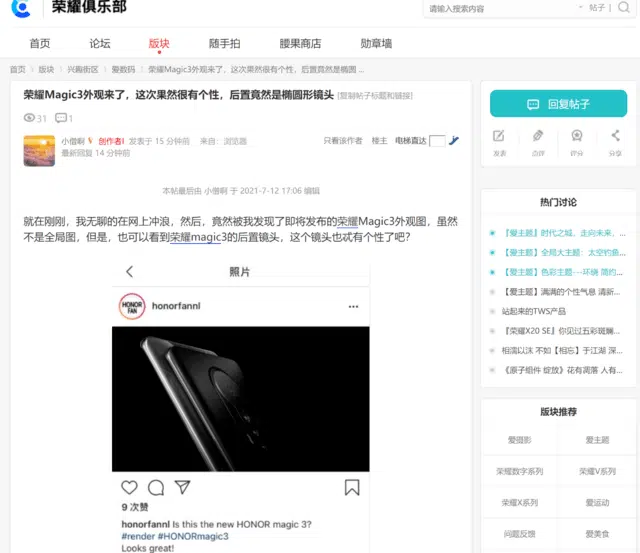 荣耀俱乐部
请输入搜索内容
帖子
首页 论坛 版块 随手拍 腰果商店 勋章墙
首页 版块 兴趣街区 爱数码 荣耀Magic3外观来了，这次果然很有个性，后置竟然是椭圆 ...
荣耀Magic3外观来了，这次果然很有个性，后置竟然是椭圆形镜头 [复制帖子标题和链接]
31 1
小僧啊 创作者I 发表于 15 分钟前 来自：浏览器
只看该作者 楼主 电梯直达
最新回复 14 分钟前
本帖最后由 小僧啊 于 2021-7-12 17:06 编辑
就在刚刚，我无聊的在网上冲浪，然后，竟然被我发现了即将发布的荣耀Magic3外观图，虽然
不是全局图，但是，也可以看到荣耀magic3的后置镜头，这个镜头也忒有个性了吧？
照片
HONOR
FAN
honorfannl
9 次赞
honorfannl Is this the new HONOR magic 3?
#render #HONORmagic3
Looks great!
回复帖子
发表 点评 评分 分享
热门讨论
【爱主题】时代之城，走向未来，...
【爱主题】全局大主题：太空钓鱼...
【爱主题】色彩主题---环绕 简约...
【爱主题】满满的个性气息 清新...
站起来的TWS产品
『荣耀X20 SE』你见过五彩斑斓...
相濡以沫 不如【相忘】于江湖 深...
《原子组件 绽放》花有凋落 人有...
版块推荐
爱摄影 爱主题
荣耀数字系列 荣耀V系列
荣耀X系列 爱运动
问题反馈 爱美食